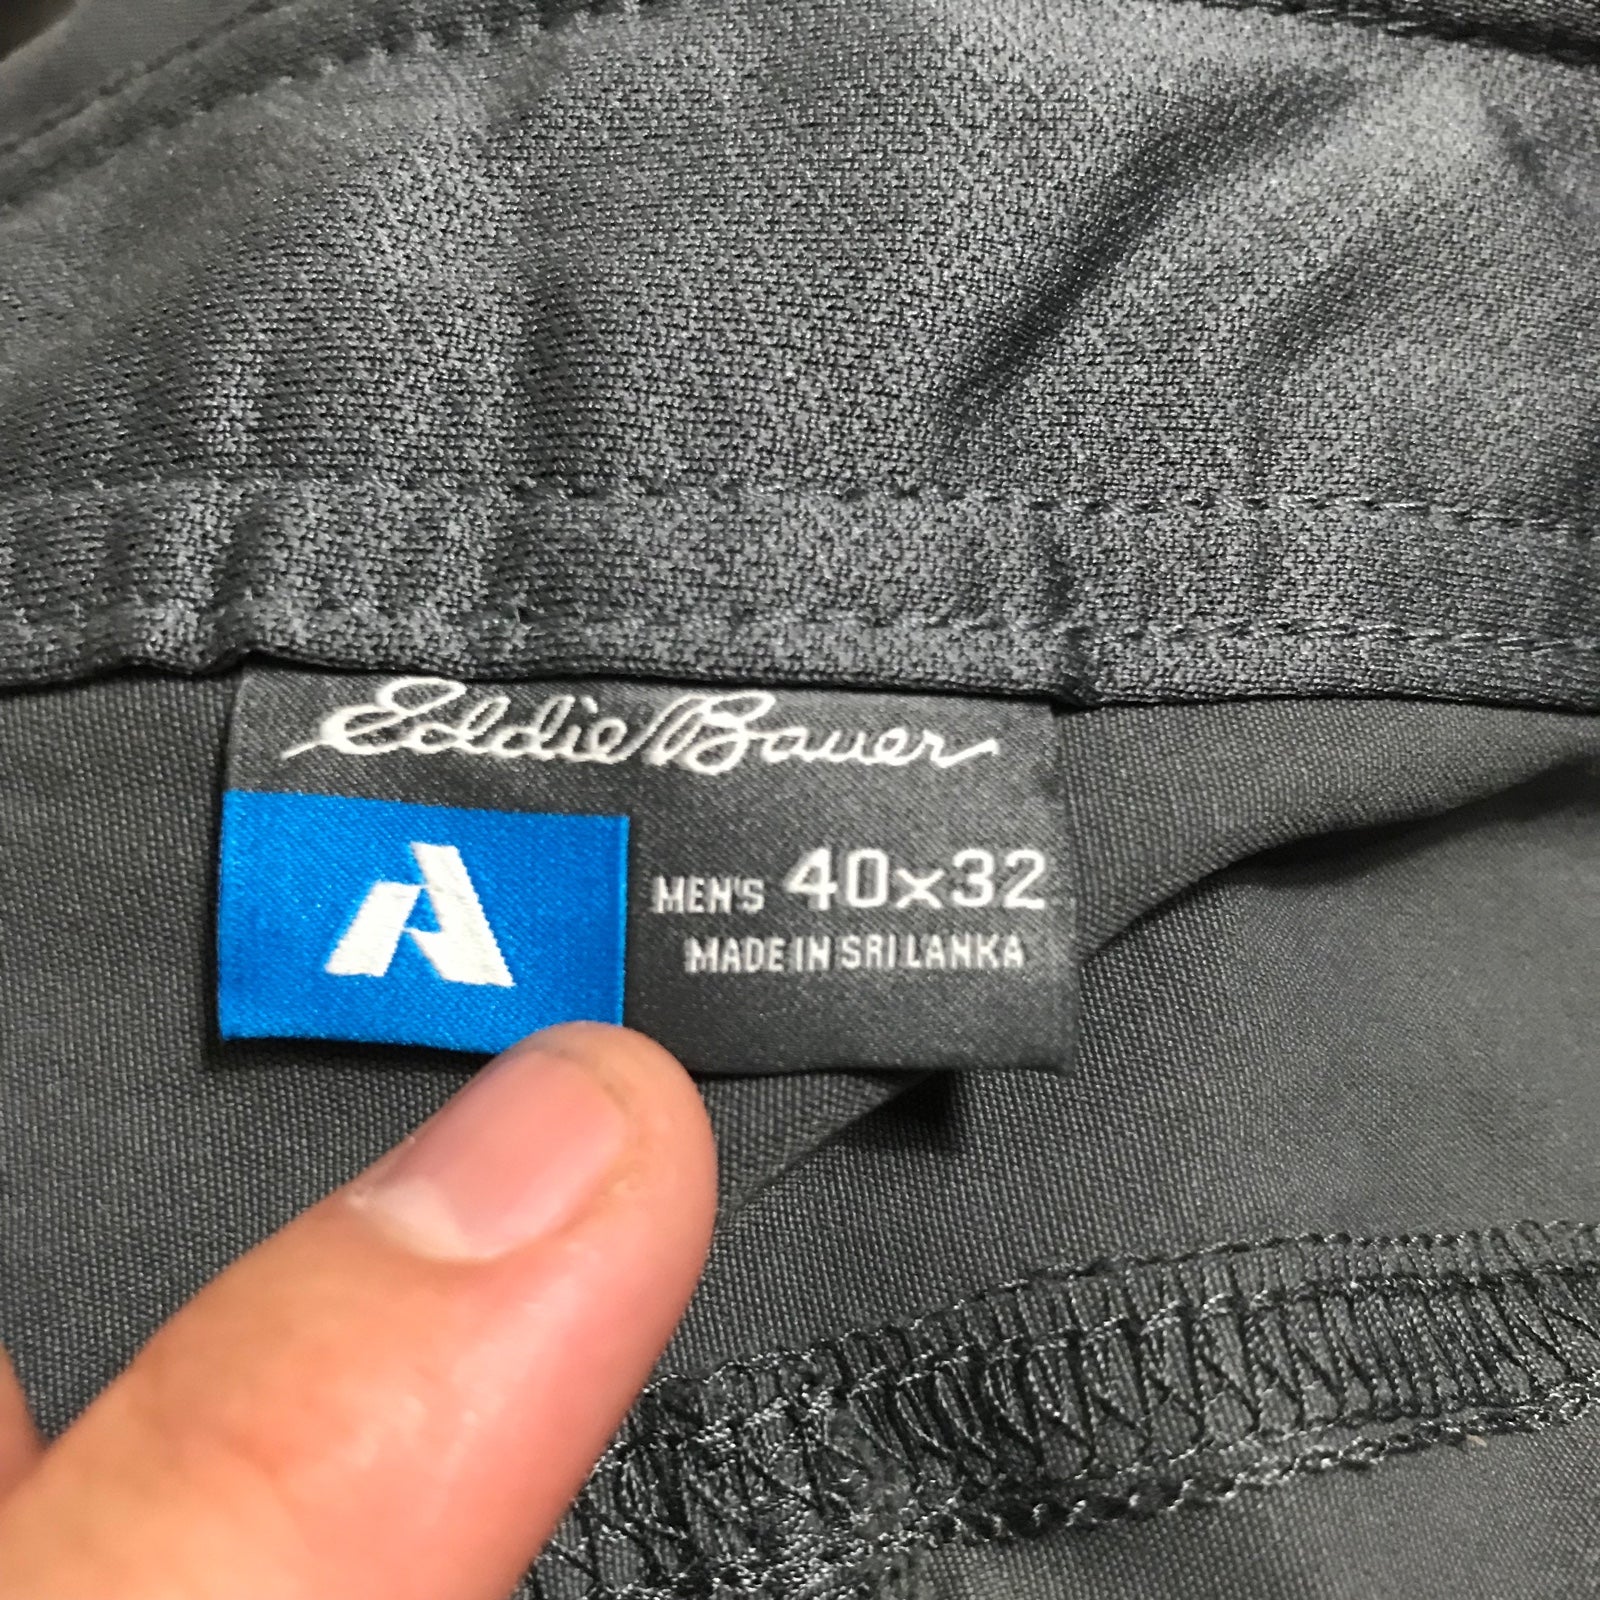 Eddie Bauer
MEN'S 40x32
MADE IN SRI LANKA